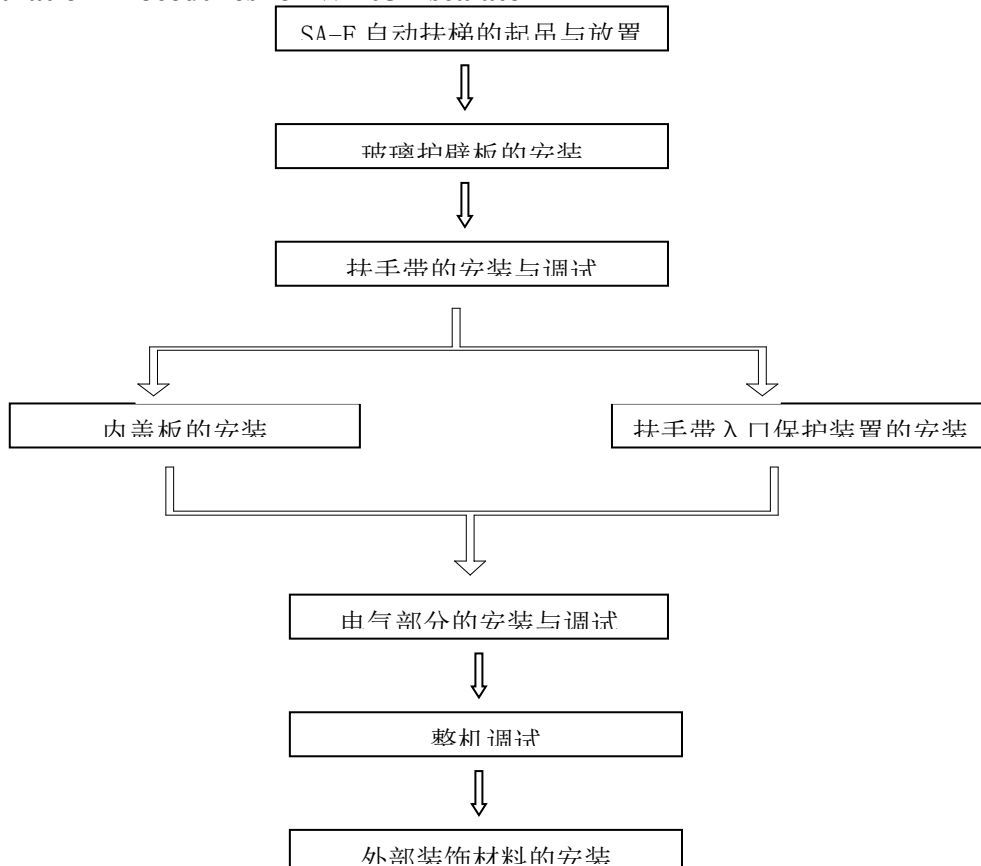 SA-F 自动扶梯的起吊与放置
玻璃护壁板的安装
扶手带的安装与调试
内盖板的安装
扶手带入口保护装置的安装
电气部分的安装与调试
整机调试
外部装饰材料的安装